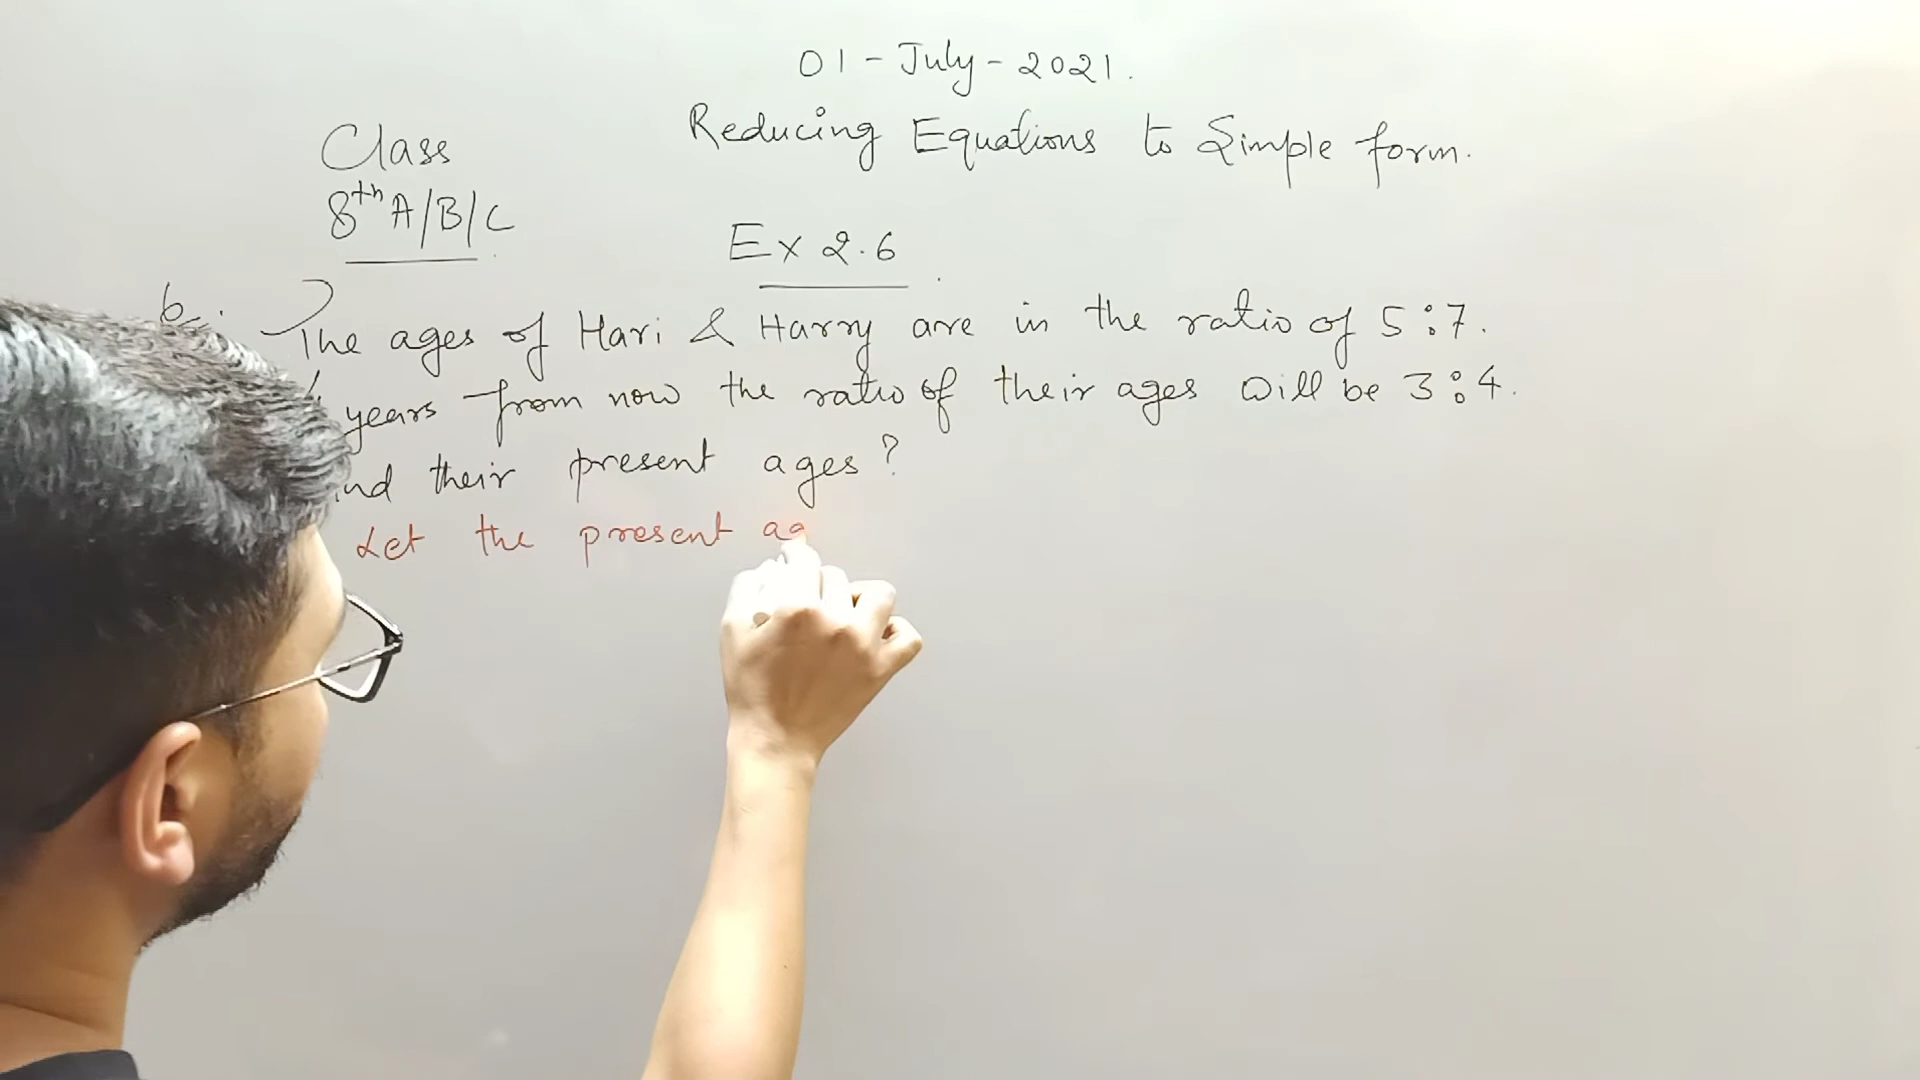 01 - July - 2021.
Reducing Equations to Simple form.
Class
8th A/B/C
Ex 2.6
6.
The ages of Hari & Harry are in the ratio of 5:7.
years from now the ratio of their ages will be 3:4.
their present ages?
Let the present ag